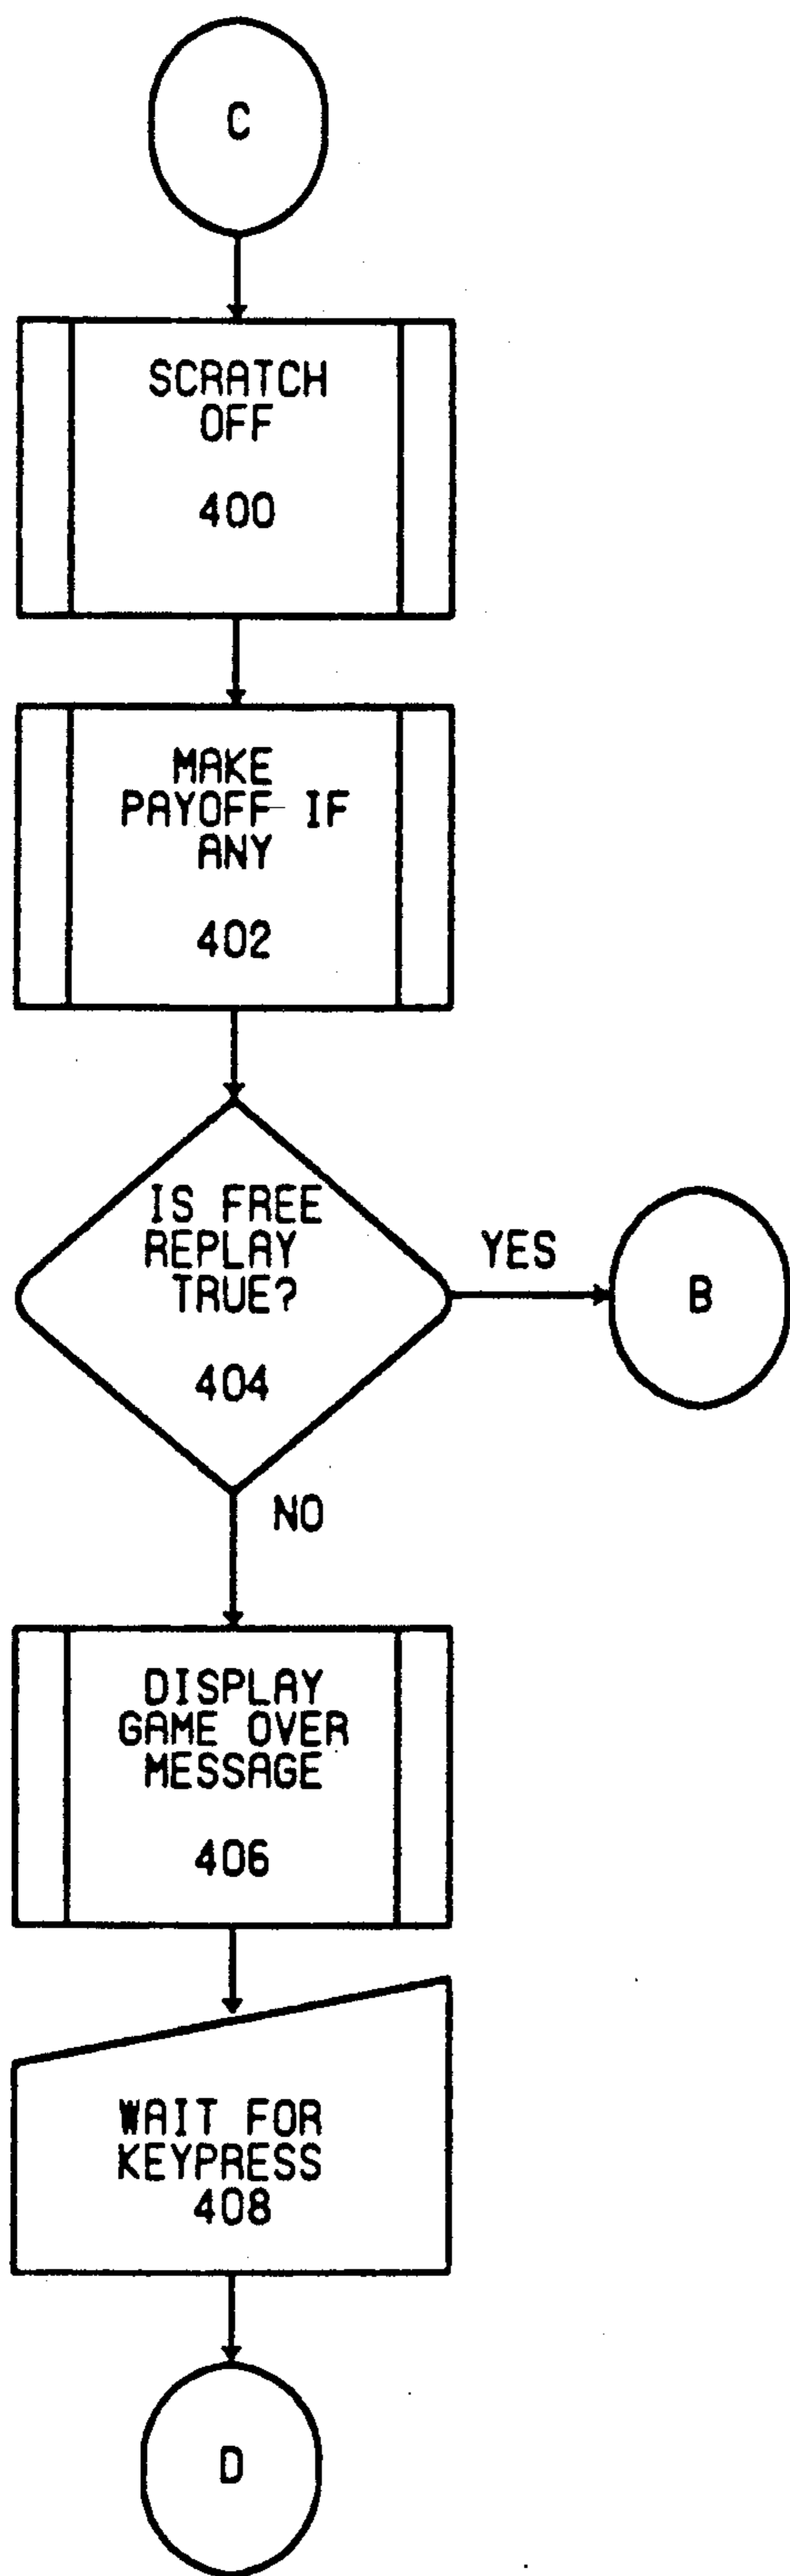 C
SCRATCH
OFF
400
MAKE
PAYOFF IF
ANY
402
IS FREE
REPLAY
TRUE?
404
YES
B
NO
DISPLAY
GAME OVER
MESSAGE
406
WAIT FOR
KEYPRESS
408
D